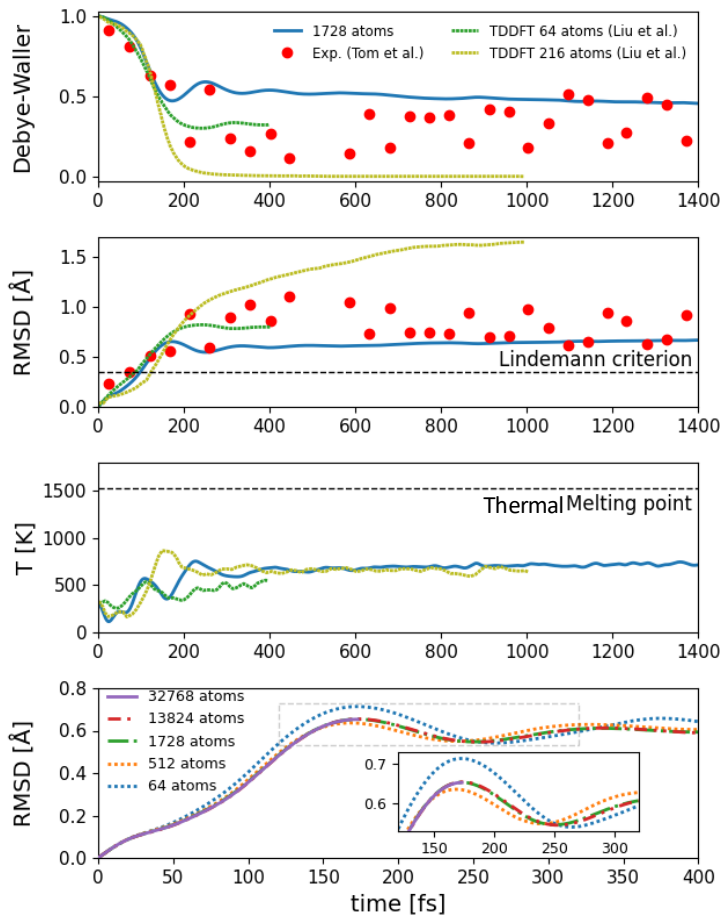 1.0
0.5
0.0
Debye-Waller
1728 atoms
Exp. (Tom et al.)
TDDFT 64 atoms (Liu et al.)
TDDFT 216 atoms (Liu et al.)
0 200 400 600 800 1000 1200 1400
1.5
1.0
0.5
0.0
RMSD [Å]
Lindemann criterion
0 200 400 600 800 1000 1200 1400
1500
1000
500
0
T [K]
Thermal Melting point
0 200 400 600 800 1000 1200 1400
0.8
0.6
0.4
0.2
0.0
RMSD [Å]
32768 atoms
13824 atoms
1728 atoms
512 atoms
64 atoms
0.7
0.6
150 200 250 300
0 50 100 150 200 250 300 350 400
time [fs]